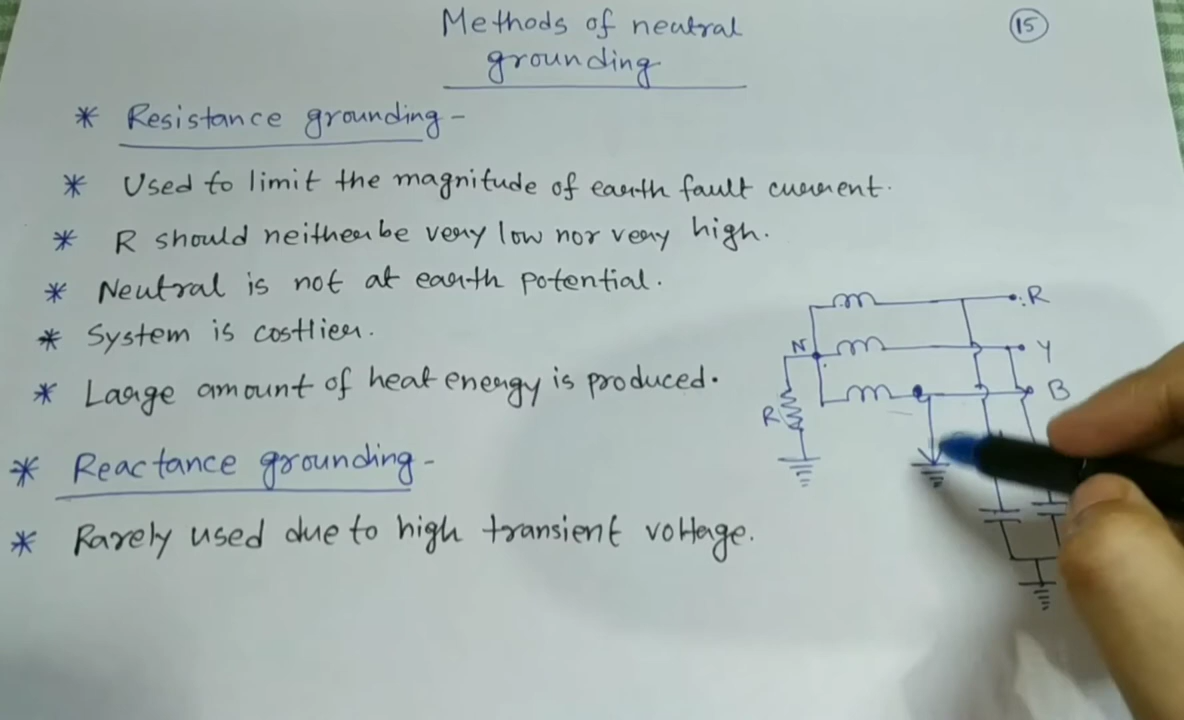 Methods of neutral
grounding
15
* Resistance grounding -
* Used to limit the magnitude of earth fault current.
* R should neither be very low nor very high.
* Neutral is not at earth potential.
* System is costlier.
* Large amount of heat energy is produced.
* Reactance grounding -
* Rarely used due to high transient voltage.
R
N
Y
B
R